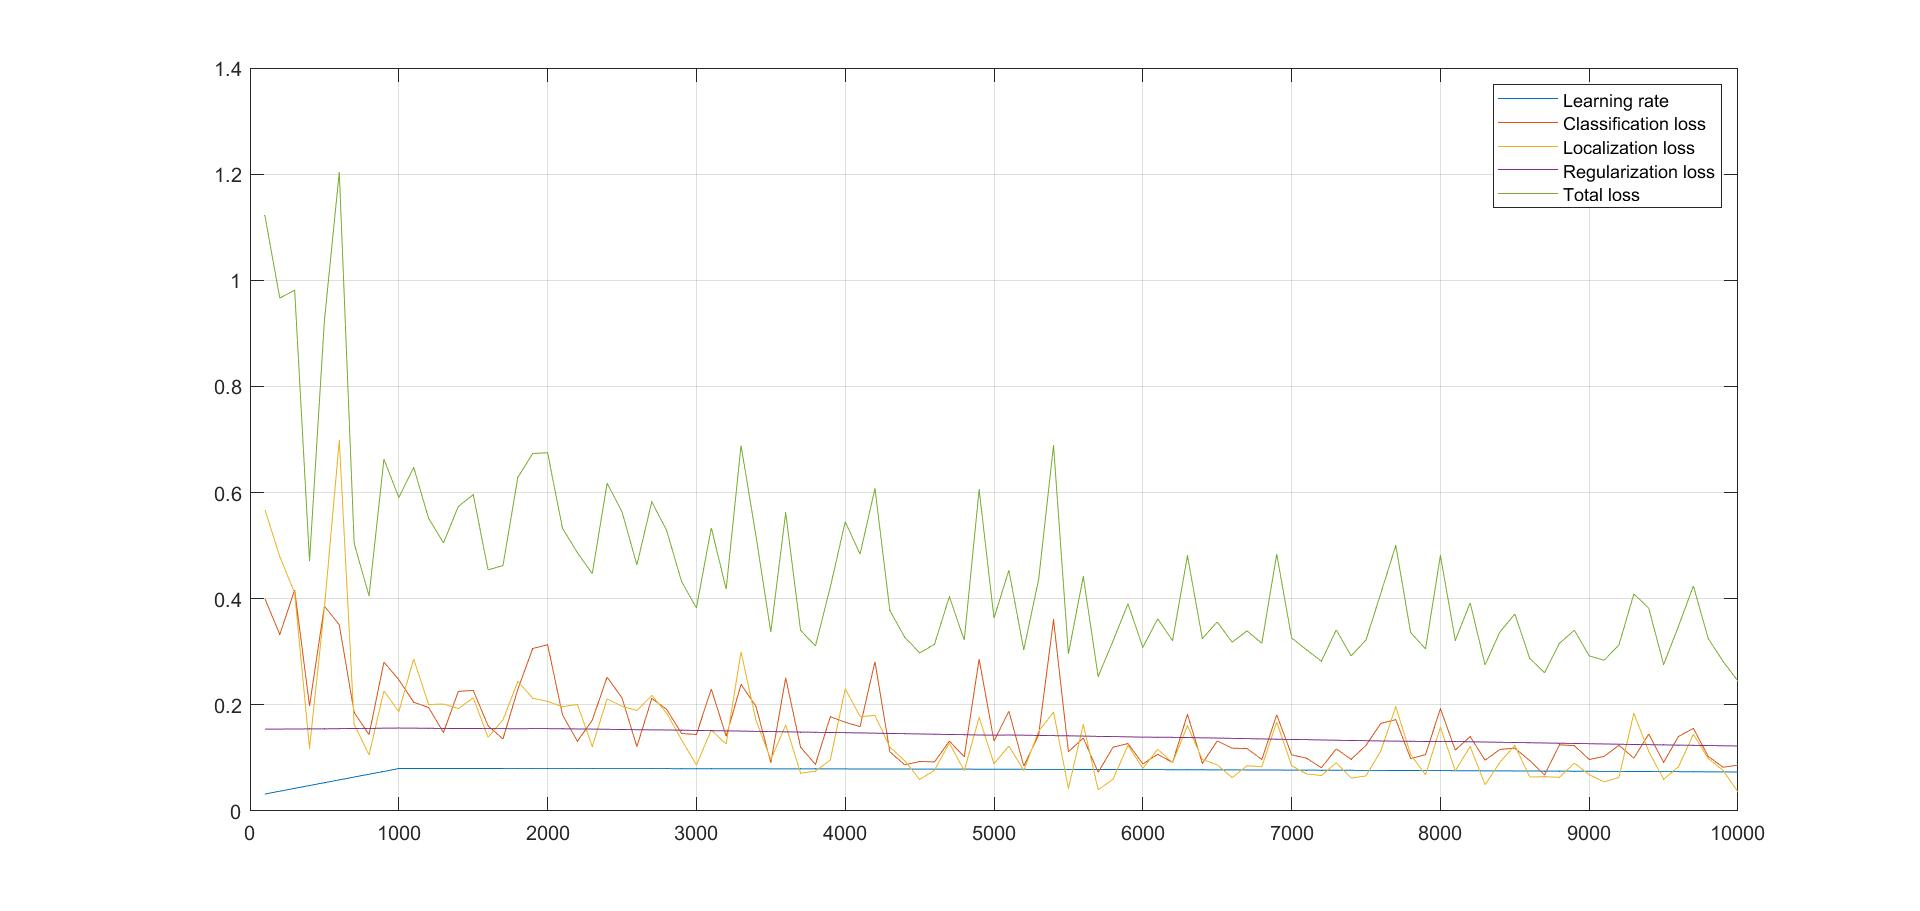 1.4
1.2
1
0.8
0.6
0.4
0.2
0
0 1000 2000 3000 4000 5000 6000 7000 8000 9000 10000
Learning rate
Classification loss
Localization loss
Regularization loss
Total loss